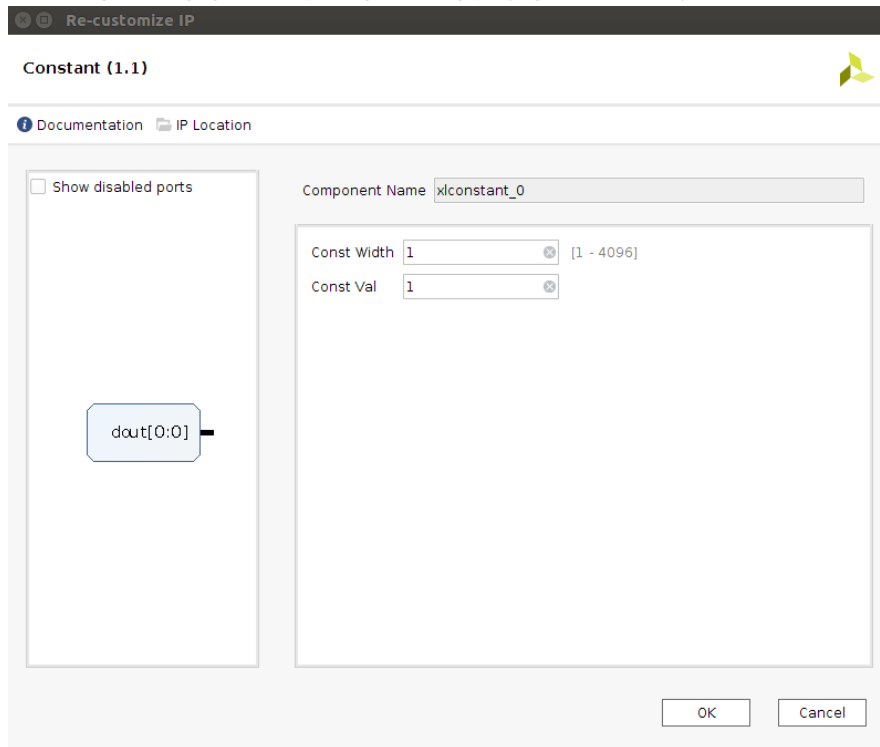 Re-customize IP
Constant (1.1)
Documentation IP Location
Show disabled ports
Component Name xlconstant_0
Const Width 1 [1 - 4096]
Const Val 1
dout[0:0]
OK Cancel